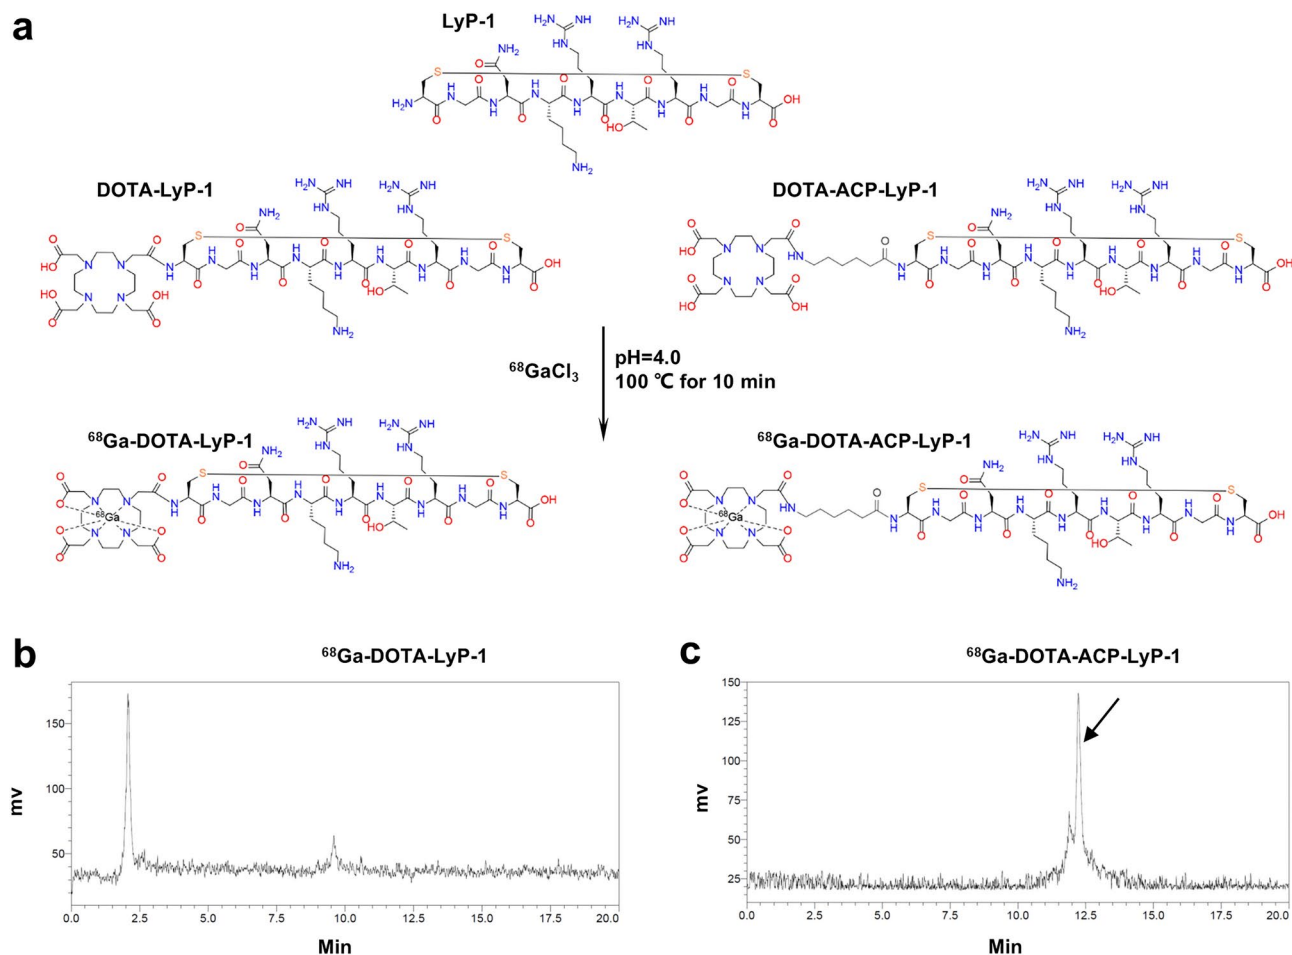 a
LyP-1
DOTA-LyP-1
DOTA-ACP-LyP-1
⁶⁸GaCl₃
pH=4.0
100 ℃ for 10 min
⁶⁸Ga-DOTA-LyP-1
⁶⁸Ga-DOTA-ACP-LyP-1
⁶⁸Ga
⁶⁸Ga
b
⁶⁸Ga-DOTA-LyP-1
mv
150
100
50
0.0 2.5 5.0 7.5 10.0 12.5 15.0 17.5 20.0
Min
c
⁶⁸Ga-DOTA-ACP-LyP-1
mv
150
125
100
75
50
25
0.0 2.5 5.0 7.5 10.0 12.5 15.0 17.5 20.0
Min